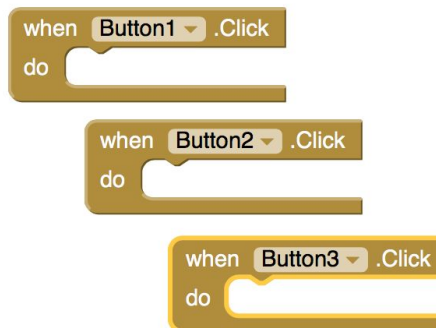 when Button1 .Click
do
when Button2 .Click
do
when Button3 .Click
do